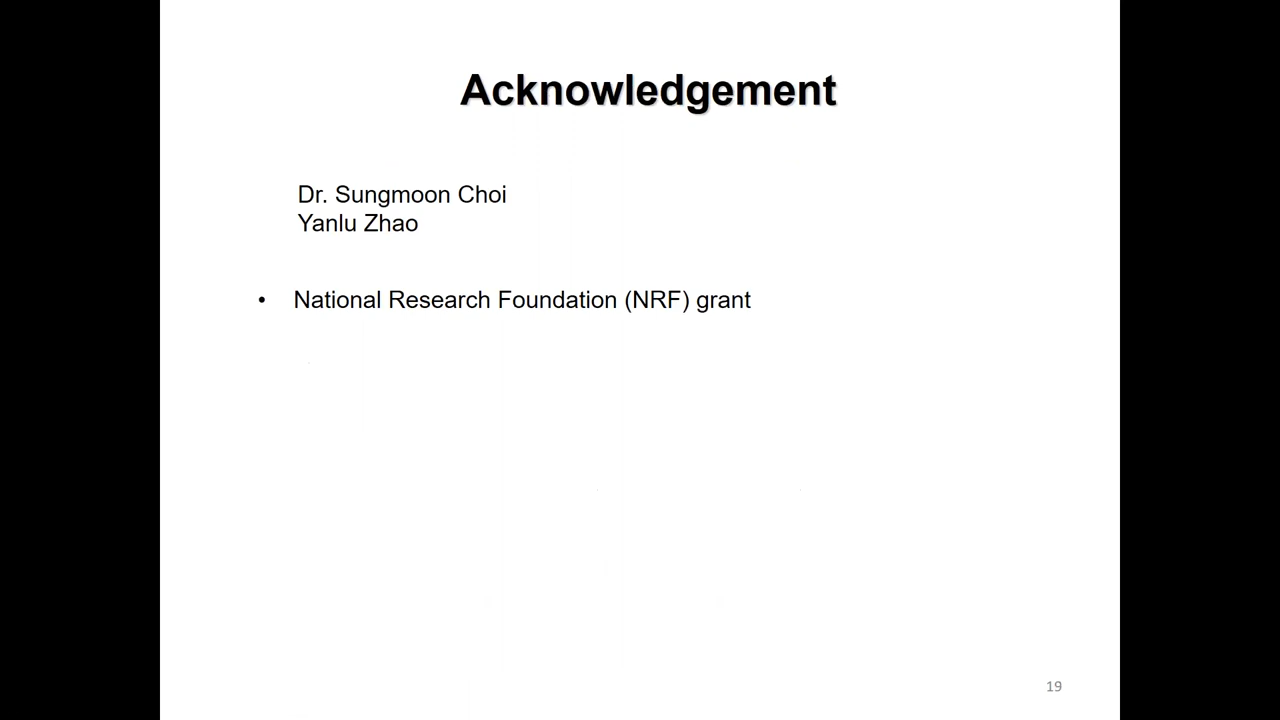 Acknowledgement
Dr. Sungmoon Choi
Yanlu Zhao
• National Research Foundation (NRF) grant
19